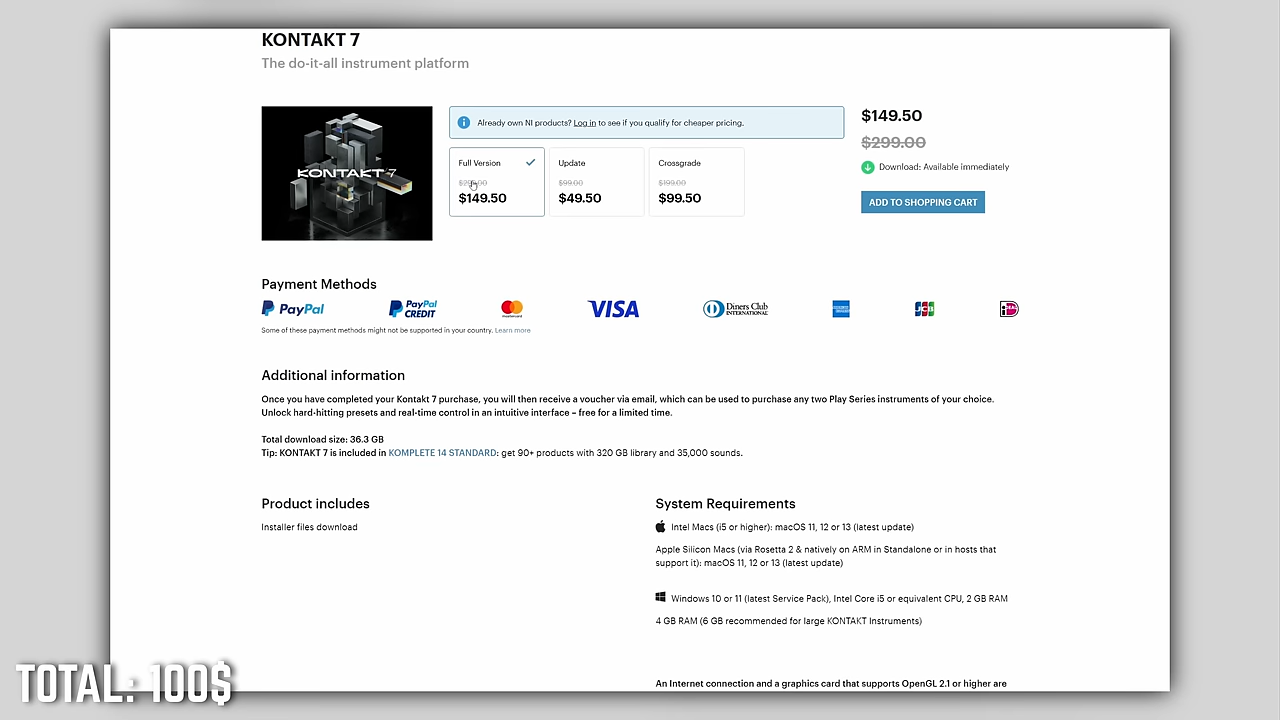 KONTAKT 7
The do-it-all instrument platform
KONTAKT 7
Already own NI products? Log in to see if you qualify for cheaper pricing.
Full Version
$149.50
Update
$99.00
$49.50
Crossgrade
$199.00
$99.50
$149.50
$299.00
Download: Available immediately
ADD TO SHOPPING CART
Payment Methods
PayPal
PayPal
CREDIT
mastercard
VISA
Diners Club
INTERNATIONAL
JCB
Some of these payment methods might not be supported in your country. Learn more
Additional information
Once you have completed your Kontakt 7 purchase, you will then receive a voucher via email, which can be used to purchase any two Play Series instruments of your choice.
Unlock hard-hitting presets and real-time control in an intuitive interface – free for a limited time.
Total download size: 36.3 GB
Tip: KONTAKT 7 is included in KOMPLETE 14 STANDARD: get 90+ products with 320 GB library and 35,000 sounds.
Product includes
Installer files download
System Requirements
Intel Macs (i5 or higher): macOS 11, 12 or 13 (latest update)
Apple Silicon Macs (via Rosetta 2 & natively on ARM in Standalone or in hosts that
support it): macOS 11, 12 or 13 (latest update)
Windows 10 or 11 (latest Service Pack), Intel Core i5 or equivalent CPU, 2 GB RAM
4 GB RAM (6 GB recommended for large KONTAKT Instruments)
An Internet connection and a graphics card that supports OpenGL 2.1 or higher are
TOTAL: 100$